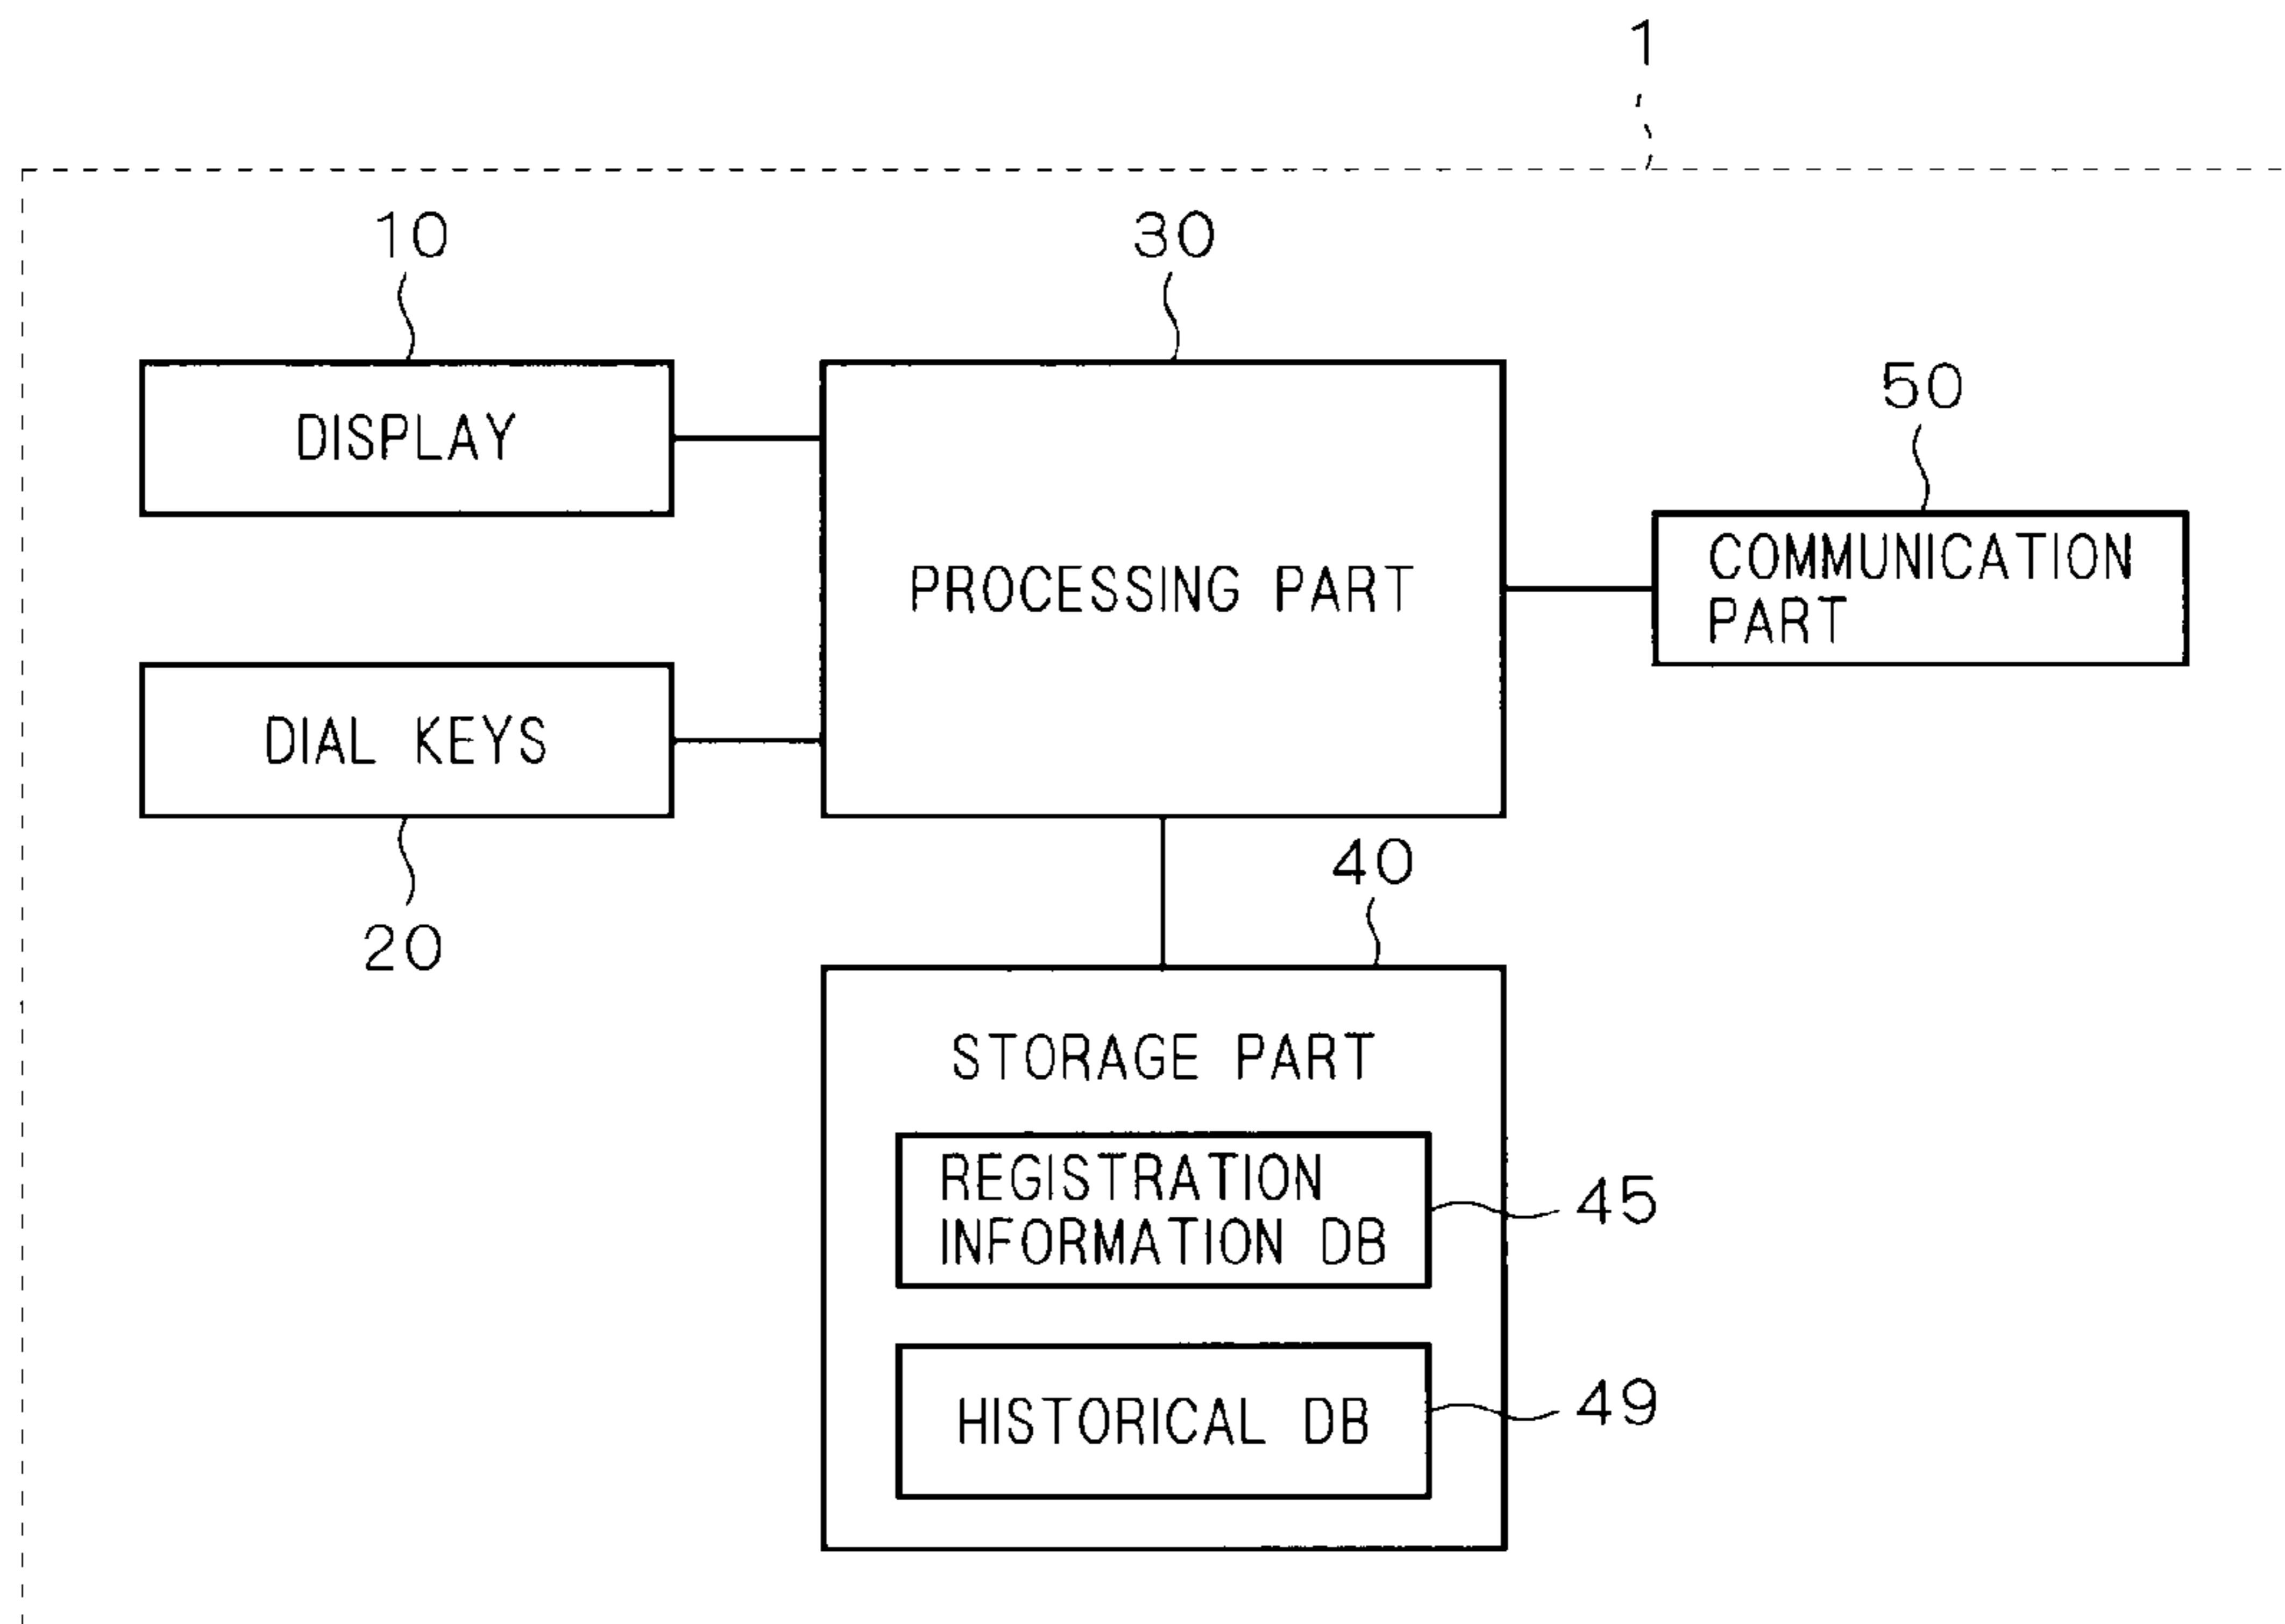 1
10
30
DISPLAY
50
PROCESSING PART
COMMUNICATION
PART
DIAL KEYS
20
40
STORAGE PART
REGISTRATION
INFORMATION DB
45
HISTORICAL DB
49